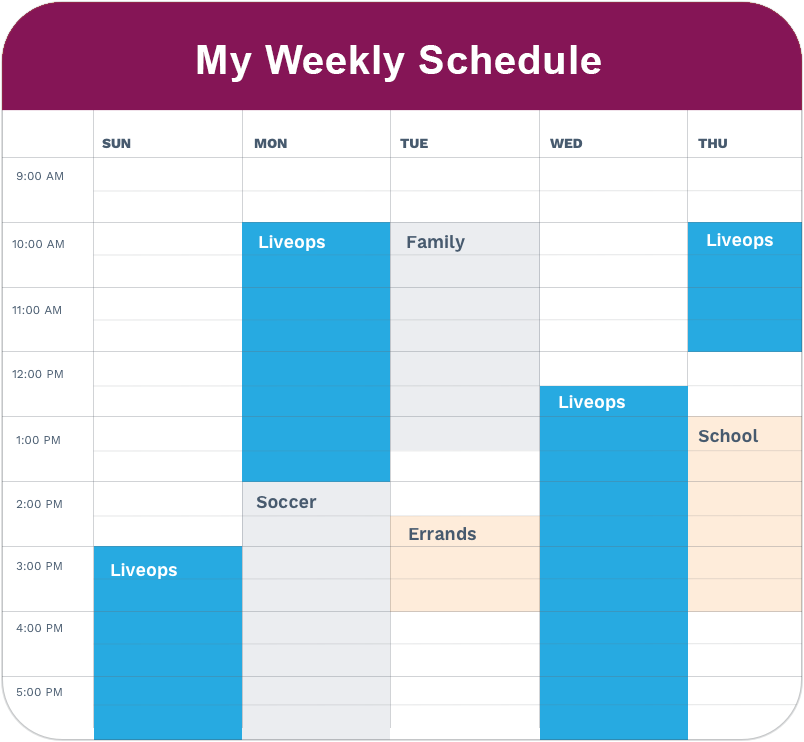 My Weekly Schedule
SUN MON TUE WED THU
9:00 AM
10:00 AM Liveops Family Liveops
11:00 AM
12:00 PM
Liveops
1:00 PM School
2:00 PM Soccer
Errands
3:00 PM Liveops
4:00 PM
5:00 PM